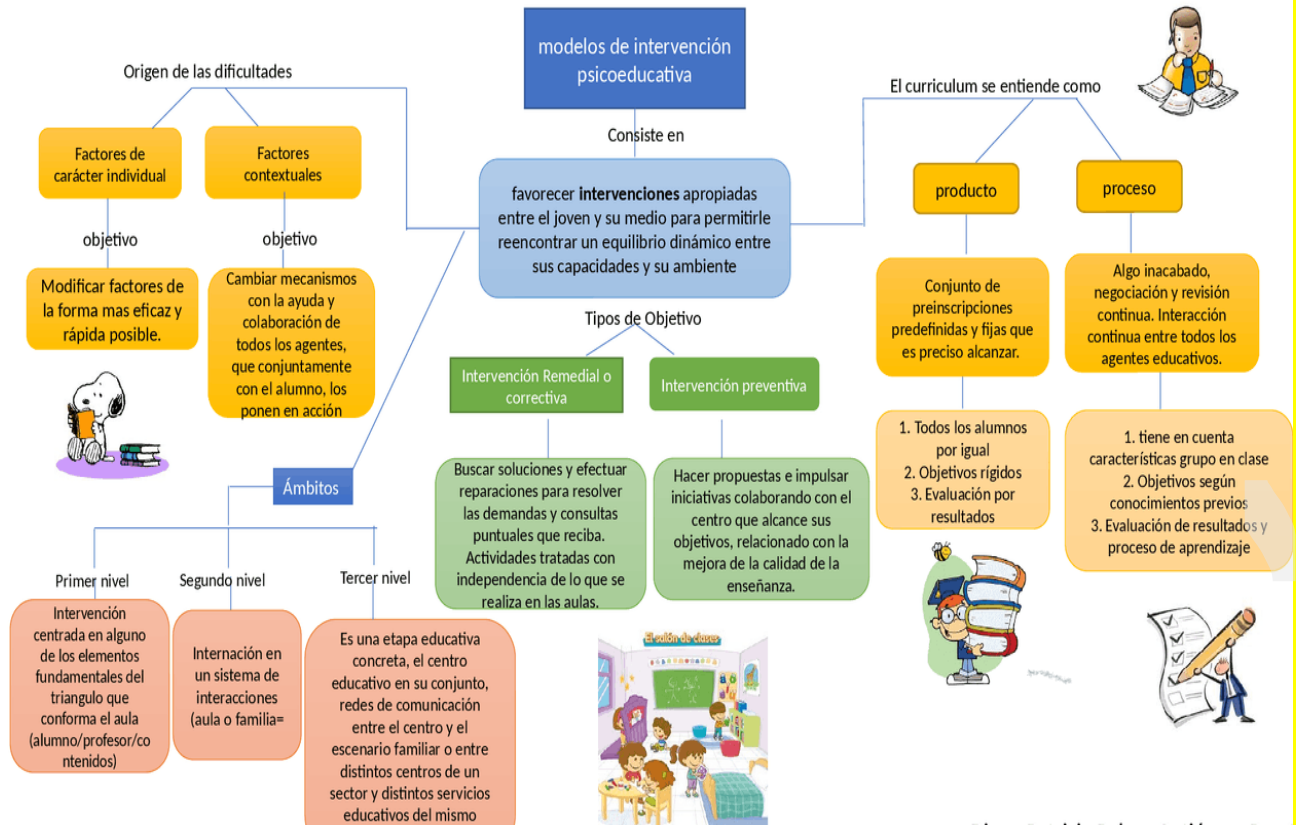 modelos de intervención
psicoeducativa
Consiste en
favorecer intervenciones apropiadas
entre el joven y su medio para permitirle
reencontrar un equilibrio dinámico entre
sus capacidades y su ambiente
Origen de las dificultades
Factores de
carácter individual
objetivo
Modificar factores de
la forma mas eficaz y
rápida posible.
Factores
contextuales
objetivo
Cambiar mecanismos
con la ayuda y
colaboración de
todos los agentes,
que conjuntamente
con el alumno, los
ponen en acción
El curriculum se entiende como
producto
Conjunto de
preinscripciones
predefinidas y fijas que
es preciso alcanzar.
1. Todos los alumnos
por igual
2. Objetivos rígidos
3. Evaluación por
resultados
proceso
Algo inacabado,
negociación y revisión
continua. Interacción
continua entre todos los
agentes educativos.
1. tiene en cuenta
características grupo en clase
2. Objetivos según
conocimientos previos
3. Evaluación de resultados y
proceso de aprendizaje
Tipos de Objetivo
Intervención Remedial o
correctiva
Buscar soluciones y efectuar
reparaciones para resolver
las demandas y consultas
puntuales que reciba.
Actividades tratadas con
independencia de lo que se
realiza en las aulas.
Intervención preventiva
Hacer propuestas e impulsar
iniciativas colaborando con el
centro que alcance sus
objetivos, relacionado con la
mejora de la calidad de la
enseñanza.
Ámbitos
Primer nivel
Intervención
centrada en alguno
de los elementos
fundamentales del
triangulo que
conforma el aula
(alumno/profesor/co
ntenidos)
Segundo nivel
Internación en
un sistema de
interacciones
(aula o familia=
Tercer nivel
Es una etapa educativa
concreta, el centro
educativo en su conjunto,
redes de comunicación
entre el centro y el
escenario familiar o entre
distintos centros de un
sector y distintos servicios
educativos del mismo
El salón de clases